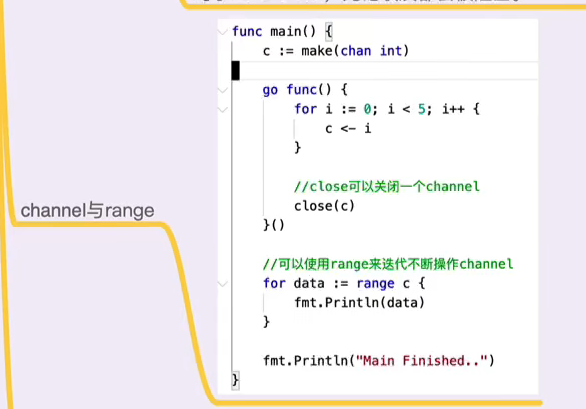 func main() {
    c := make(chan int)

    go func() {
        for i := 0; i < 5; i++ {
            c <- i
        }

        //close可以关闭一个channel
        close(c)
    }()

    //可以使用range来迭代不断操作channel
    for data := range c {
        fmt.Println(data)
    }

    fmt.Println("Main Finished..")
}
channel与range